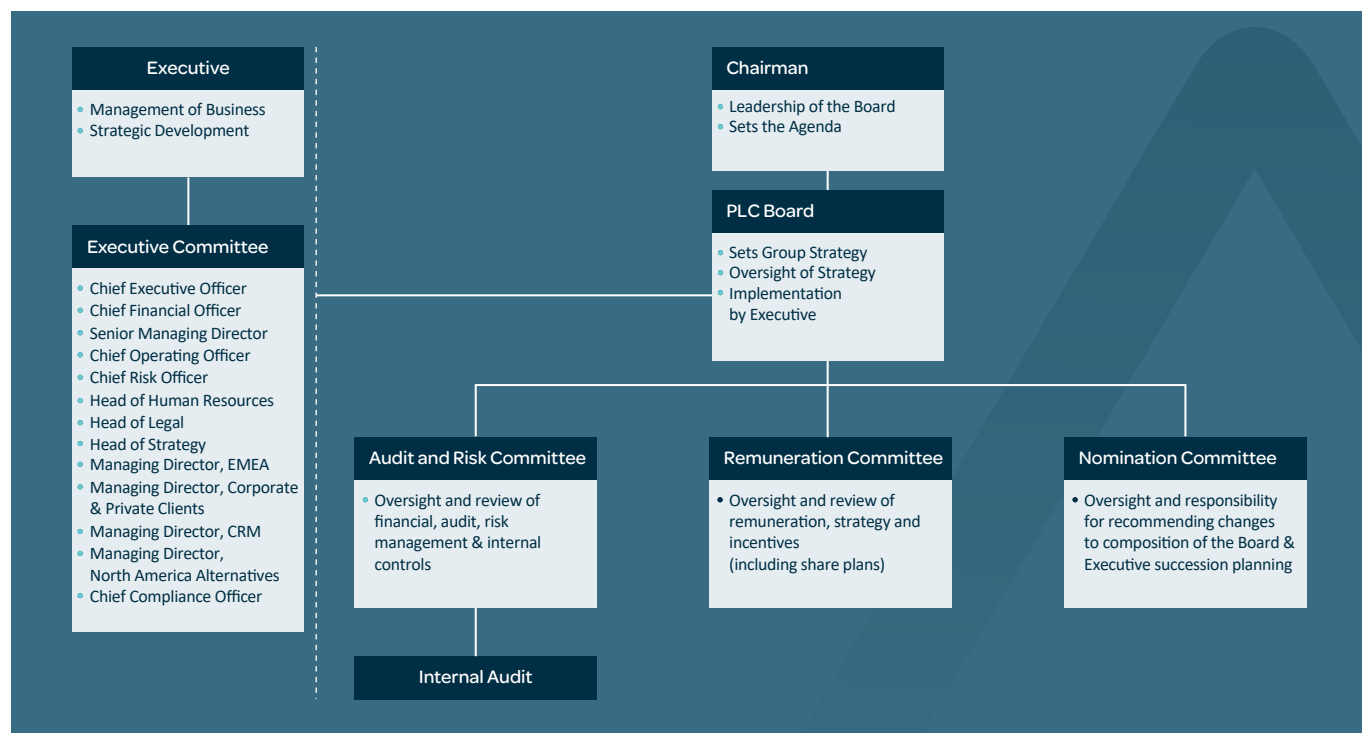 Executive
• Management of Business
• Strategic Development
Executive Committee
• Chief Executive Officer
• Chief Financial Officer
• Senior Managing Director
• Chief Operating Officer
• Chief Risk Officer
• Head of Human Resources
• Head of Legal
• Head of Strategy
• Managing Director, EMEA
• Managing Director, Corporate
& Private Clients
• Managing Director, CRM
• Managing Director,
North America Alternatives
• Chief Compliance Officer
Chairman
• Leadership of the Board
• Sets the Agenda
PLC Board
• Sets Group Strategy
• Oversight of Strategy
• Implementation
by Executive
Audit and Risk Committee
• Oversight and review of
financial, audit, risk
management & internal
controls
Internal Audit
Remuneration Committee
• Oversight and review of
remuneration, strategy and
incentives
(including share plans)
Nomination Committee
• Oversight and responsibility
for recommending changes
to composition of the Board &
Executive succession planning